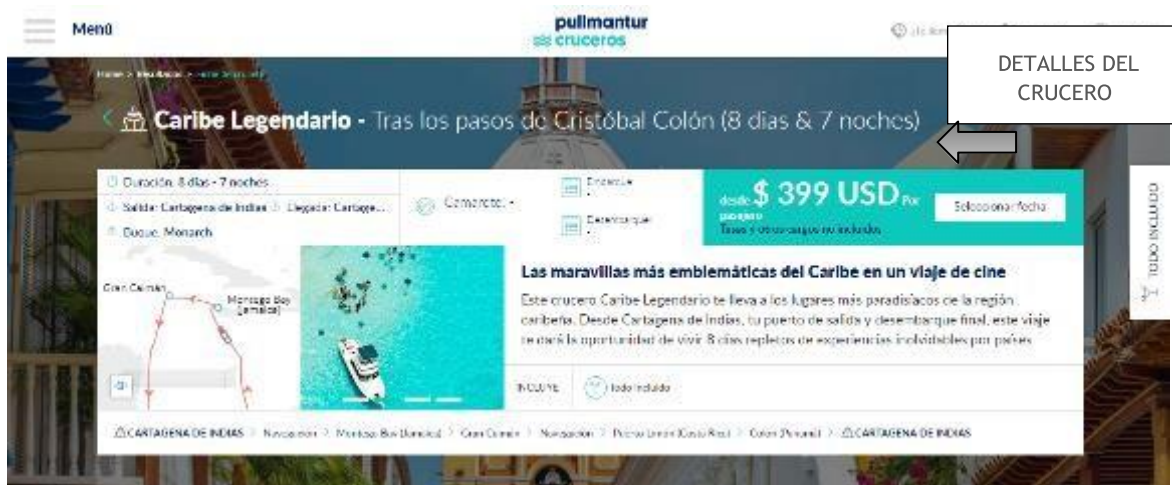 Menú
pullmantur
cruceros
DETALLES DEL
CRUCERO
Home > Resultados >
Caribe Legendario - Tras los pasos de Cristóbal Colón (8 días & 7 noches)
Duración: 8 días - 7 noches
Salida: Cartagena de Indias Llegada: Cartage...
Buque: Monarch
Camarote: -
Embarque
-
Desembarque
-
desde $ 399 USD Por
pasajero
Tasas y otros cargos no incluidos
Seleccionar fecha
TODO INCLUIDO
Gran Caimán
Montego Bay
(Jamaica)
Las maravillas más emblemáticas del Caribe en un viaje de cine
Este crucero Caribe Legendario te lleva a los lugares más paradisíacos de la región
caribeña. Desde Cartagena de Indias, tu puerto de salida y desembarque final, este viaje
te dará la oportunidad de vivir 8 días repletos de experiencias inolvidables por países
INCLUYE
Todo incluido
CARTAGENA DE INDIAS > Navegación > Montego Bay (Jamaica) > Gran Caimán > Navegación > Puerto Limón (Costa Rica) > Colón (Panamá) > CARTAGENA DE INDIAS